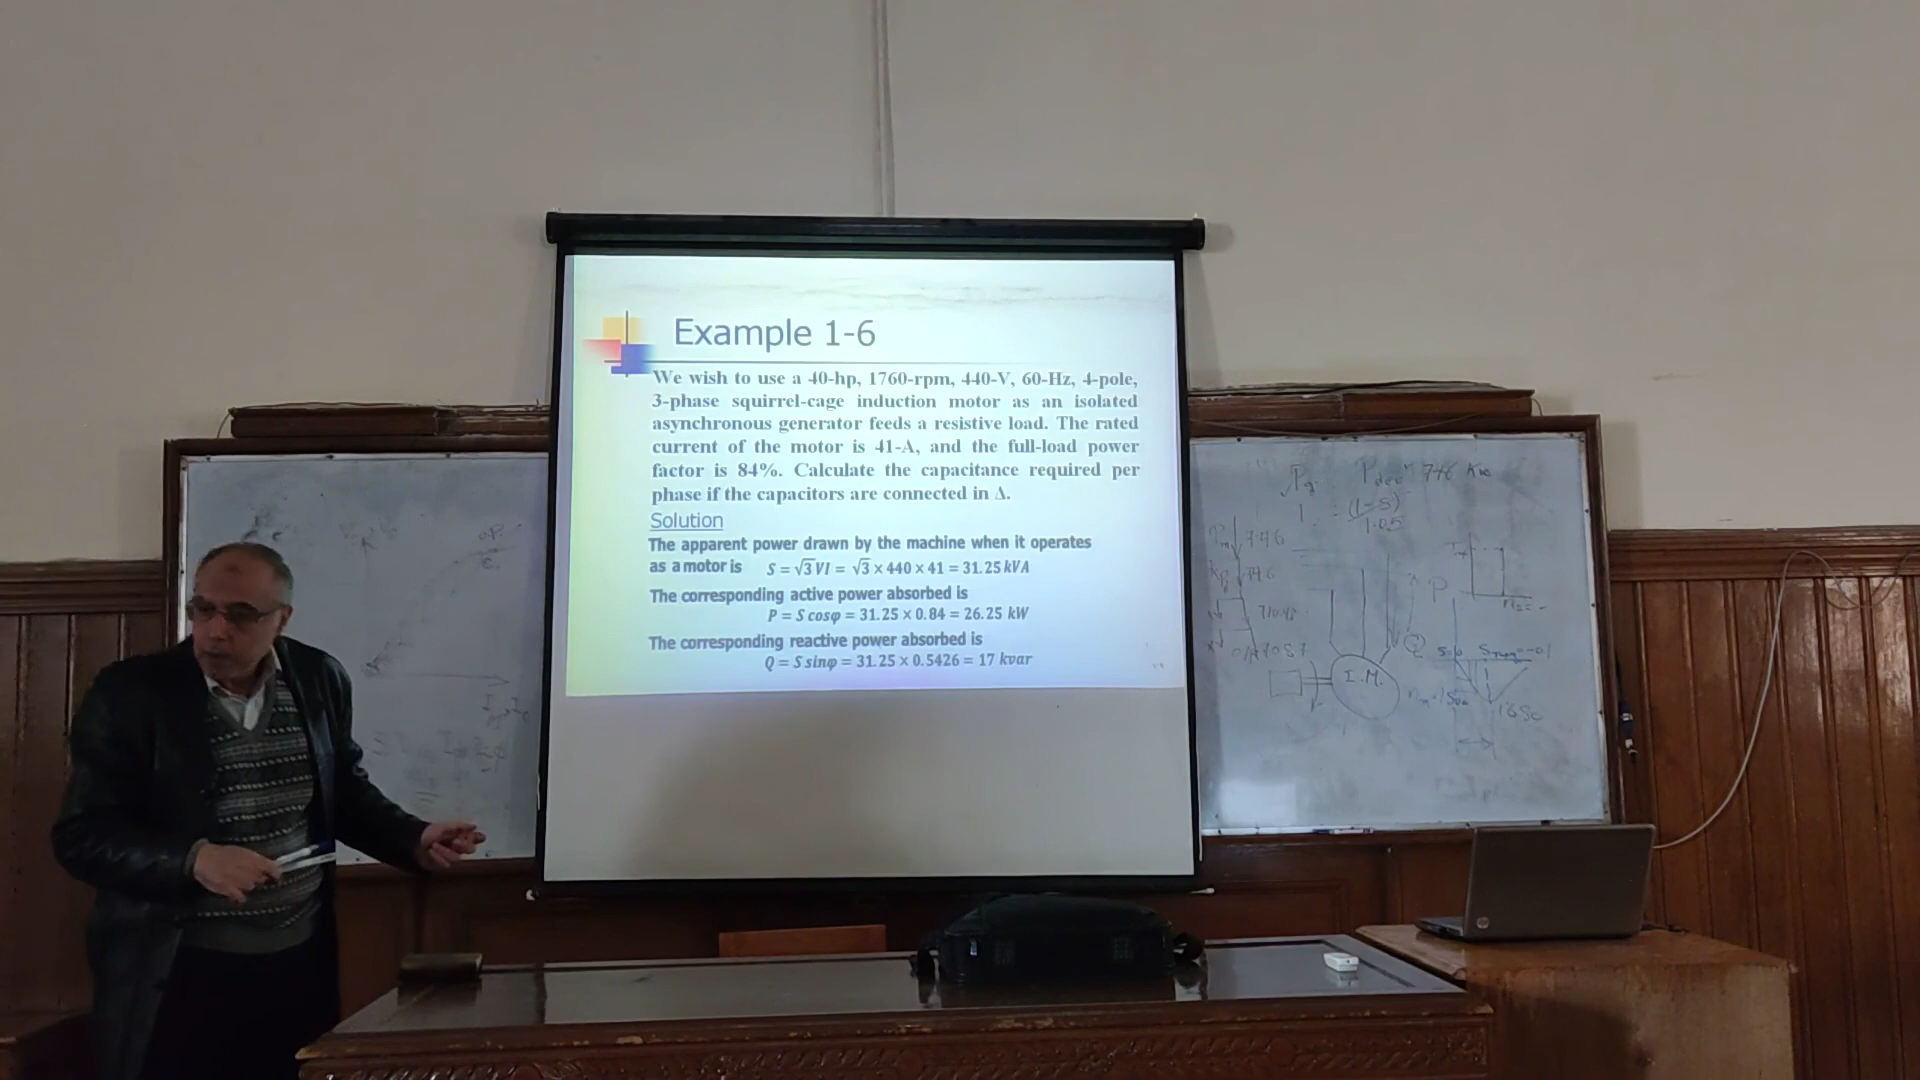 Example 1-6
We wish to use a 40-hp, 1760-rpm, 440-V, 60-Hz, 4-pole,
3-phase squirrel-cage induction motor as an isolated
asynchronous generator feeds a resistive load. The rated
current of the motor is 41-A, and the full-load power
factor is 84%. Calculate the capacitance required per
phase if the capacitors are connected in Δ.
Solution
The apparent power drawn by the machine when it operates
as a motor is S = √3 VI = √3 × 440 × 41 = 31.25 kVA
The corresponding active power absorbed is
P = S cosφ = 31.25 × 0.84 = 26.25 kW
The corresponding reactive power absorbed is
Q = S sinφ = 31.25 × 0.5426 = 17 kvar
746
(1-S)
1.05
746
P
Q
I.M.